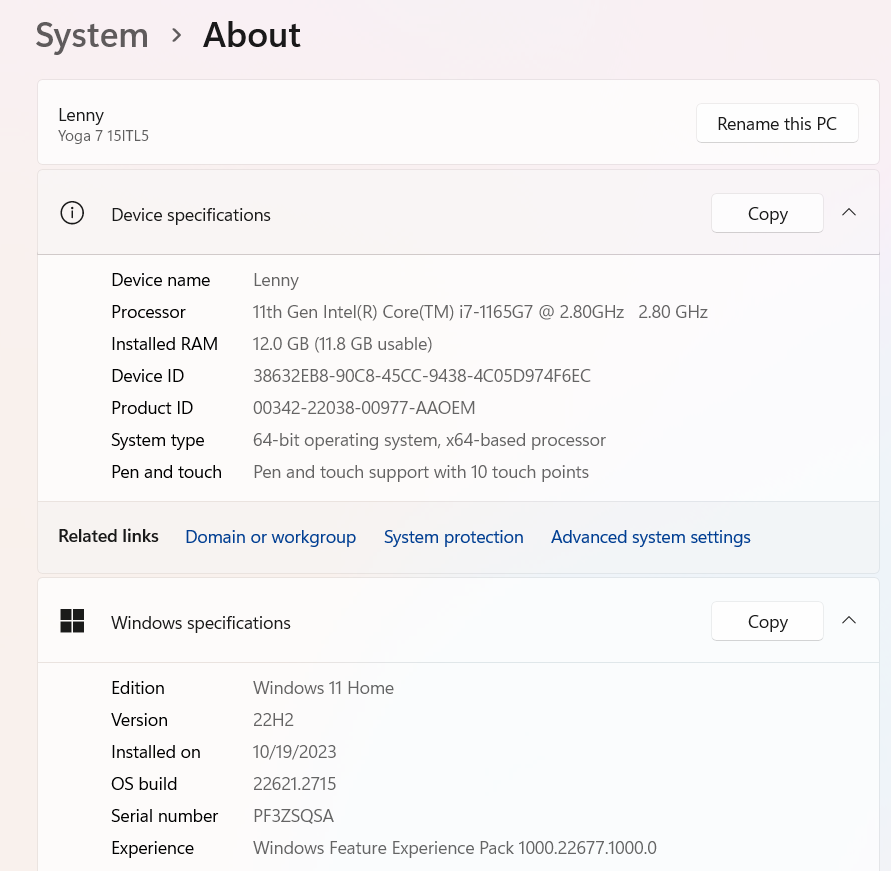 System > About
Lenny
Yoga 7 15ITL5
Rename this PC
Device specifications
Copy
Device name Lenny
Processor 11th Gen Intel(R) Core(TM) i7-1165G7 @ 2.80GHz 2.80 GHz
Installed RAM 12.0 GB (11.8 GB usable)
Device ID 38632EB8-90C8-45CC-9438-4C05D974F6EC
Product ID 00342-22038-00977-AAOEM
System type 64-bit operating system, x64-based processor
Pen and touch Pen and touch support with 10 touch points
Related links Domain or workgroup System protection Advanced system settings
Windows specifications
Copy
Edition Windows 11 Home
Version 22H2
Installed on 10/19/2023
OS build 22621.2715
Serial number PF3ZSQSA
Experience Windows Feature Experience Pack 1000.22677.1000.0